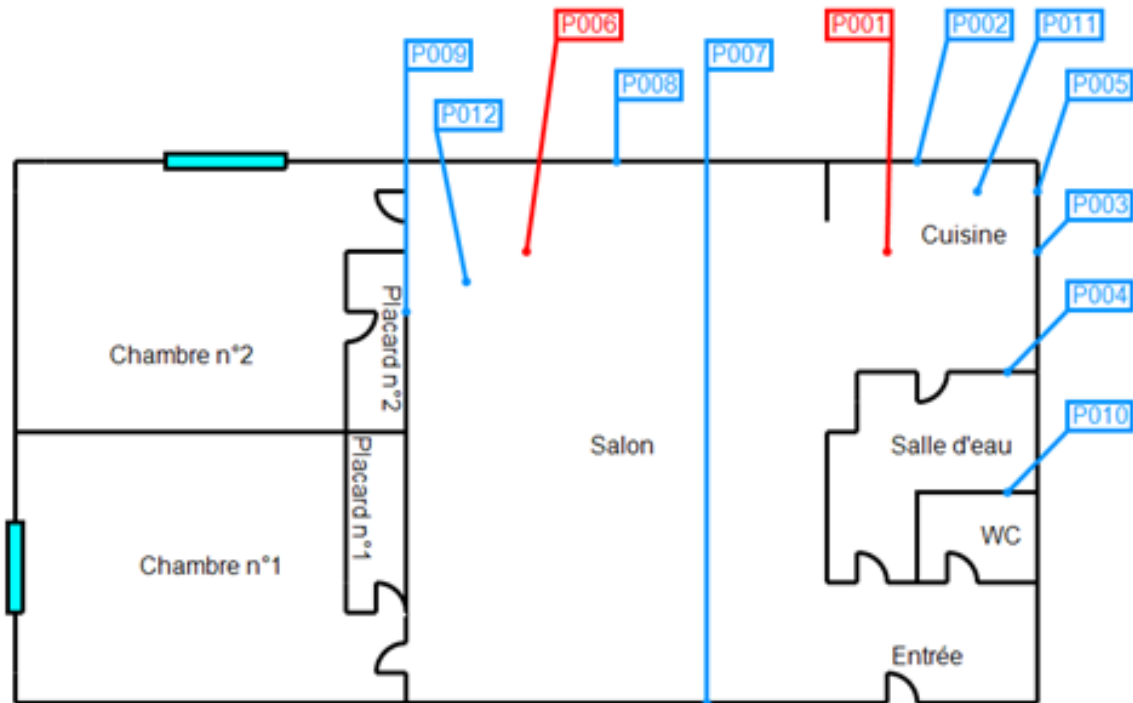 P006
P001
P002
P011
P009
P007
P008
P005
P012
P003
Cuisine
P004
Placard n°2
Chambre n°2
P010
Salon
Salle d'eau
Placard n°1
WC
Chambre n°1
Entrée